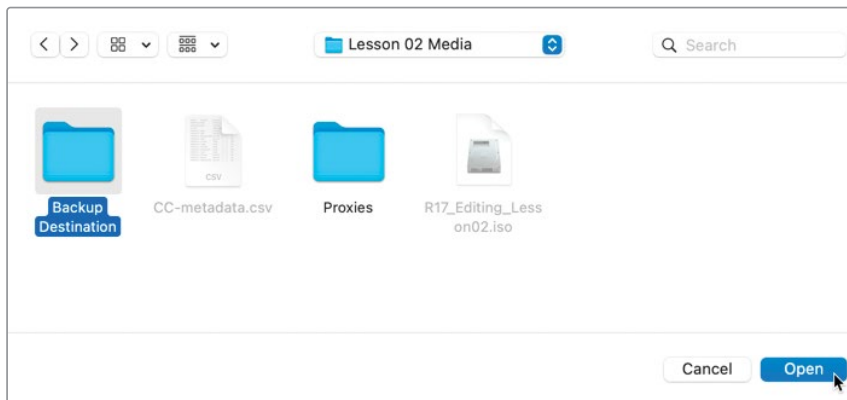 Lesson 02 Media
Search
CSV
Backup
Destination
CC-metadata.csv
Proxies
R17_Editing_Less
on02.iso
Cancel
Open